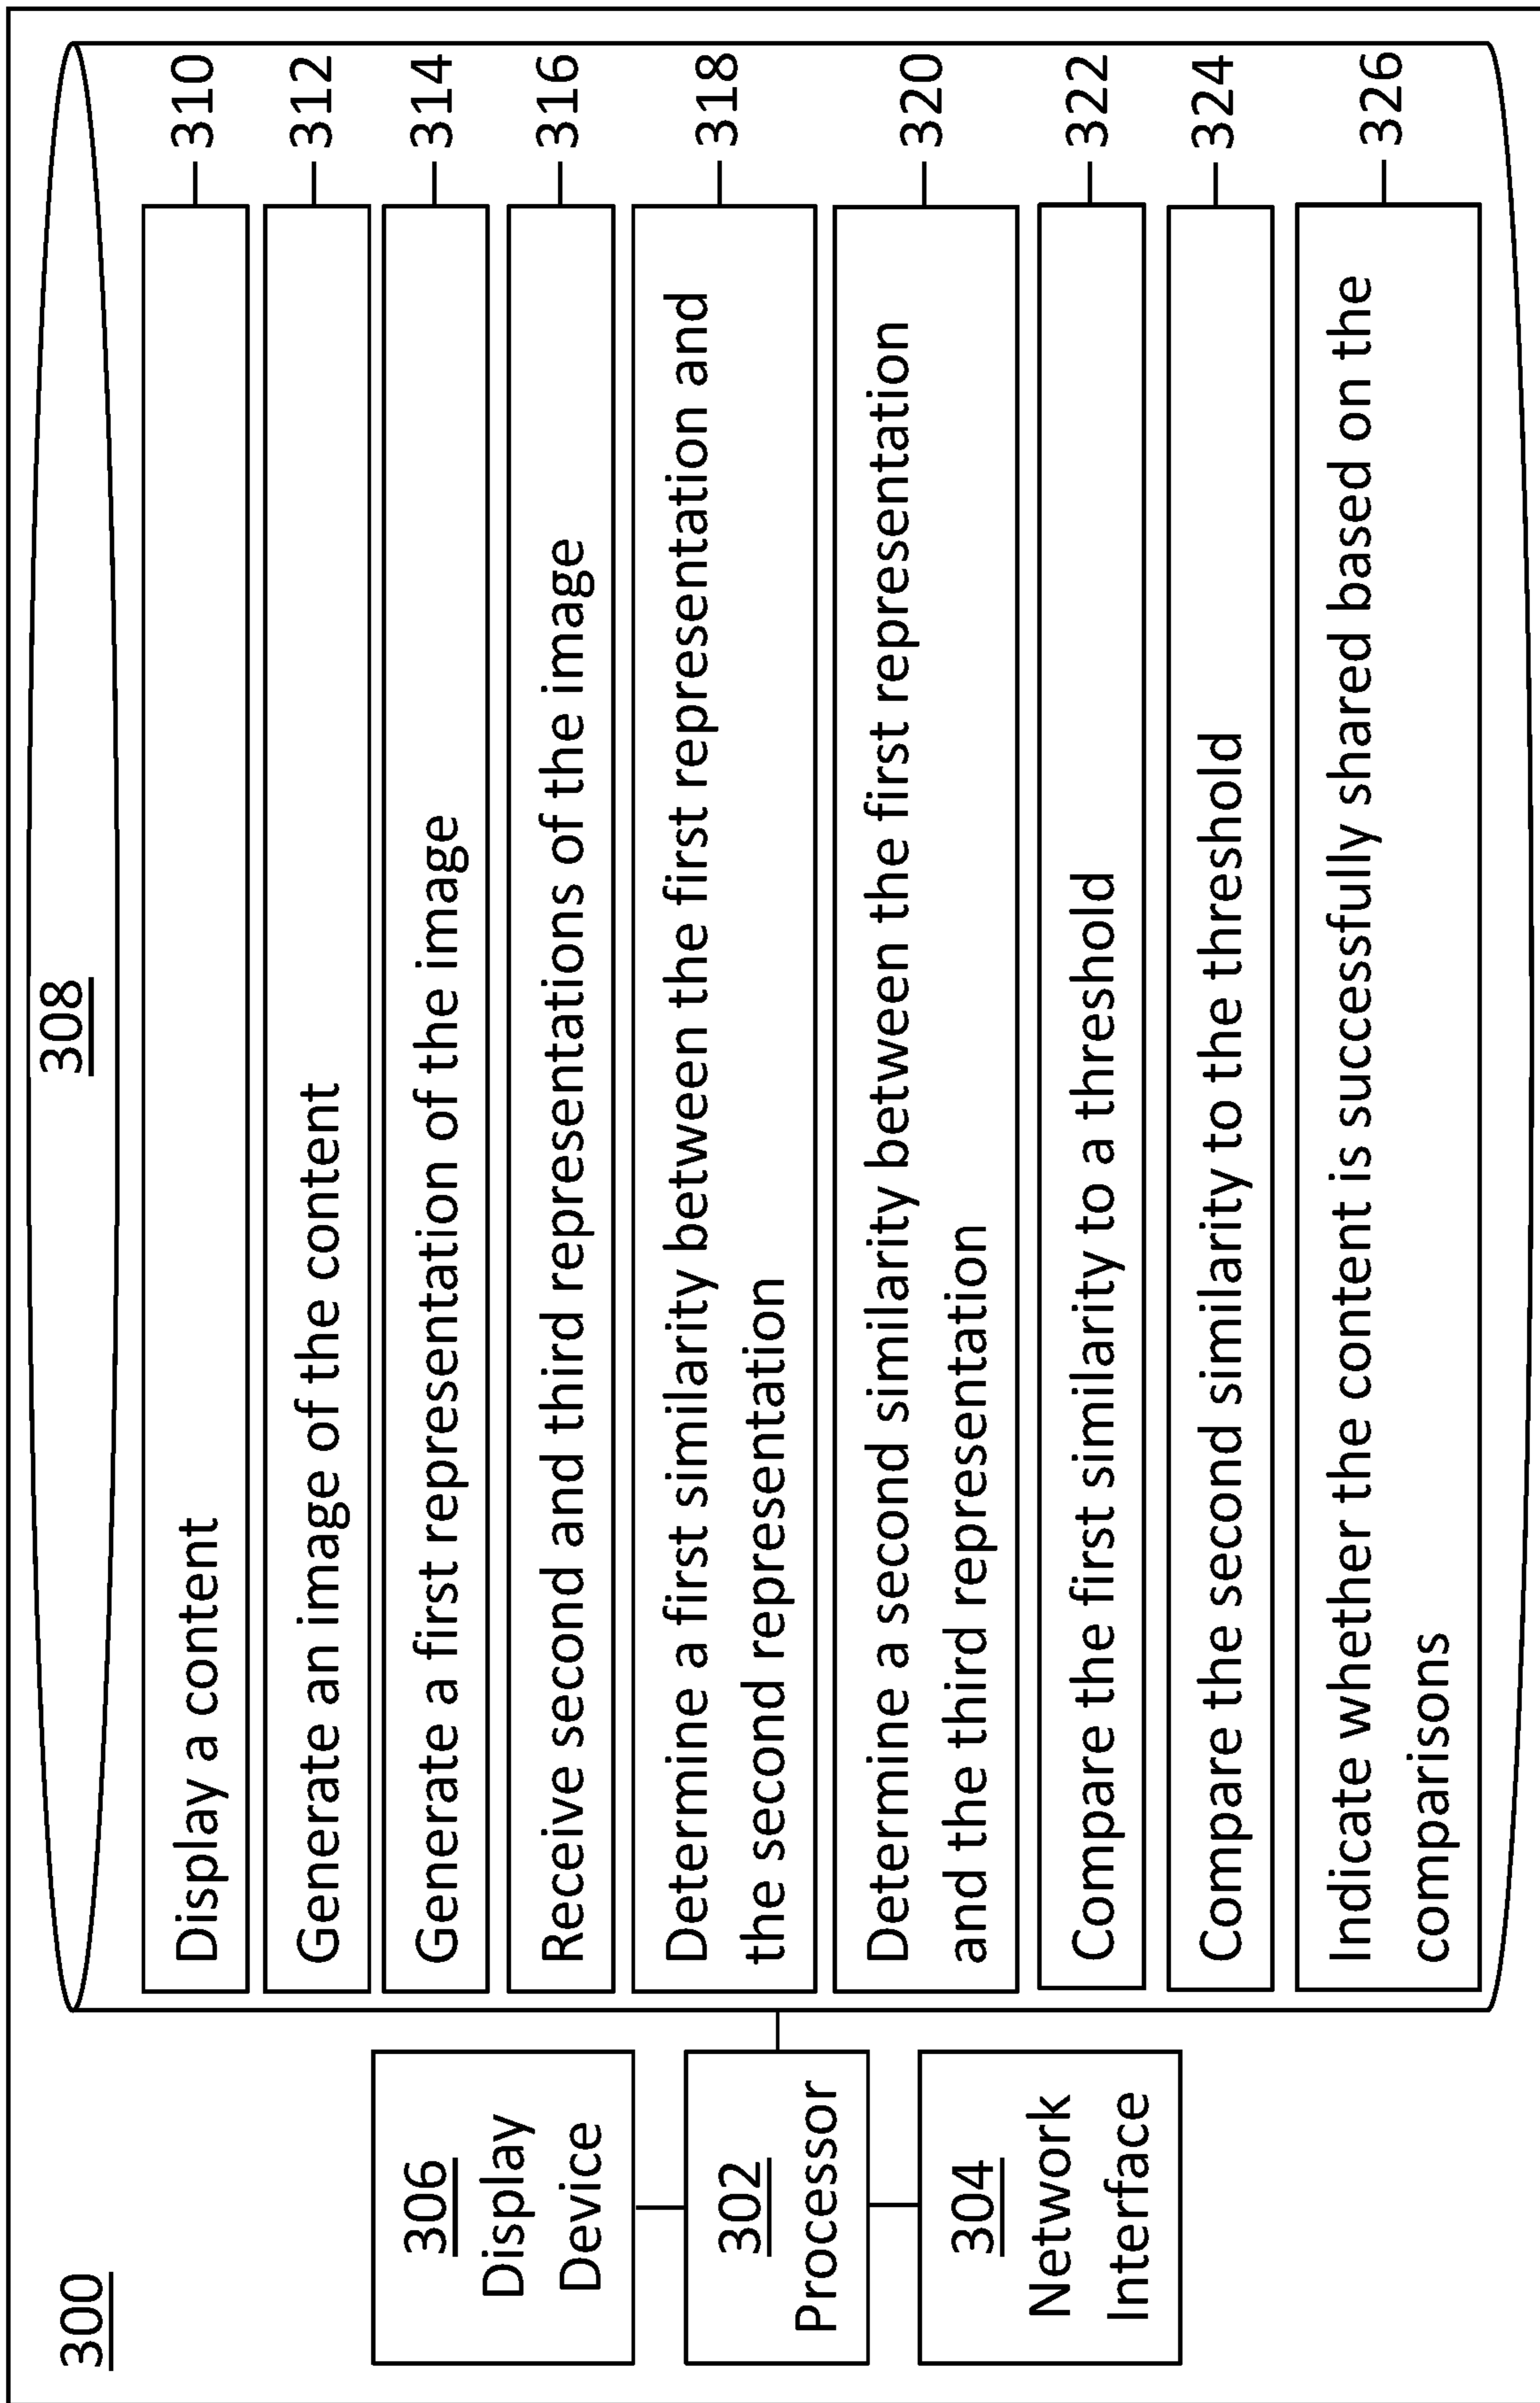 300
308
306
Display
Device
302
Processor
304
Network
Interface
Display a content
310
Generate an image of the content
312
Generate a first representation of the image
314
Receive second and third representations of the image
316
Determine a first similarity between the first representation and
the second representation
318
Determine a second similarity between the first representation
and the third representation
320
Compare the first similarity to a threshold
322
Compare the second similarity to the threshold
324
Indicate whether the content is successfully shared based on the
comparisons
326